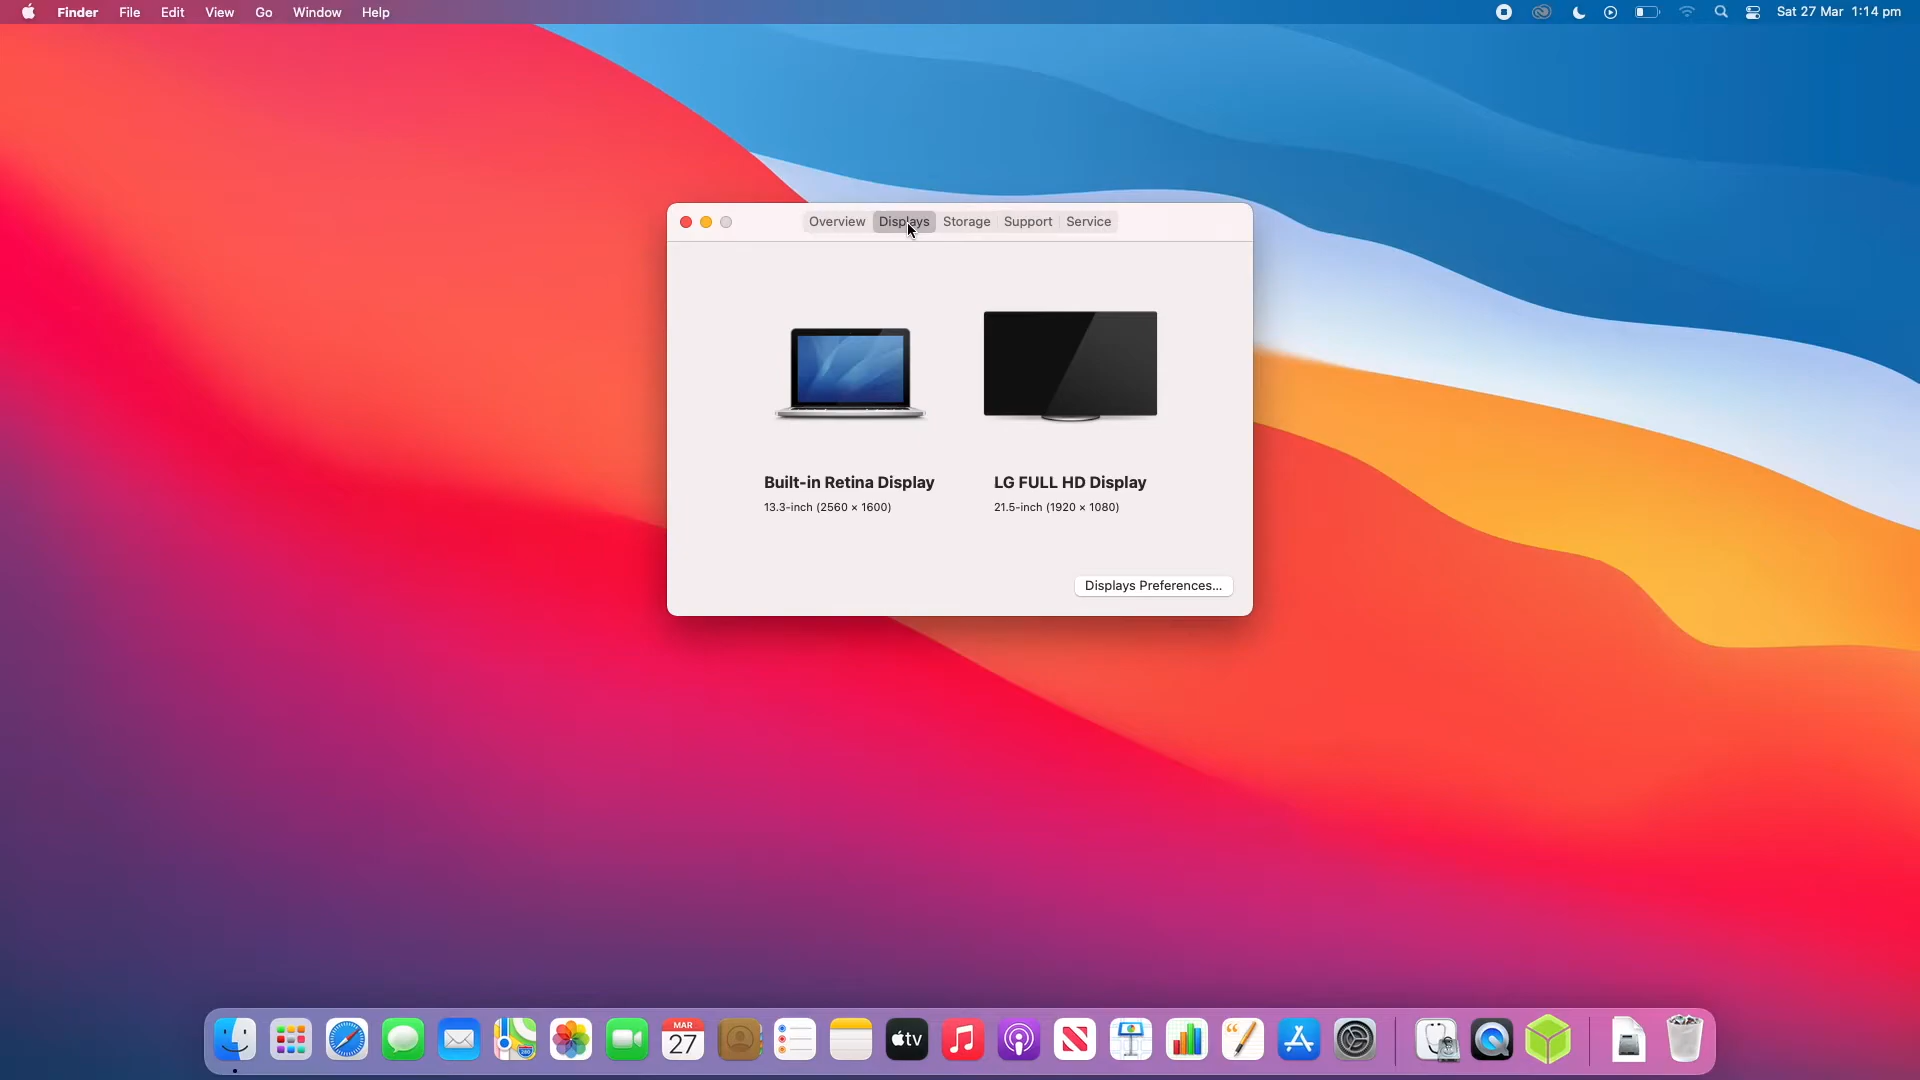 Finder File Edit View Go Window Help Sat 27 Mar 1:14 pm
Overview Displays Storage Support Service
Built-in Retina Display LG FULL HD Display
13.3-inch (2560 × 1600) 21.5-inch (1920 × 1080)
Displays Preferences...
MAR
27
tv